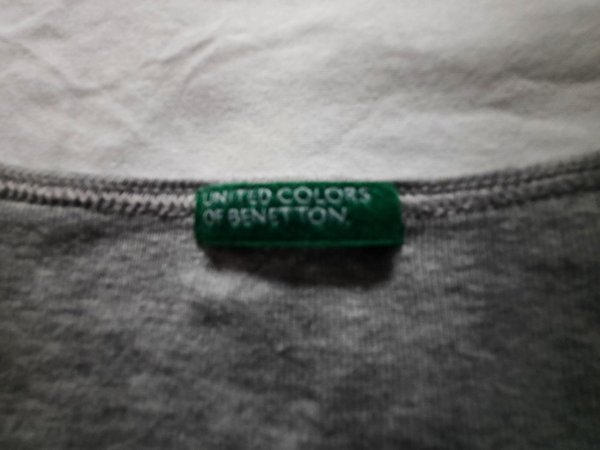 UNITED COLORS
OF BENETTON.